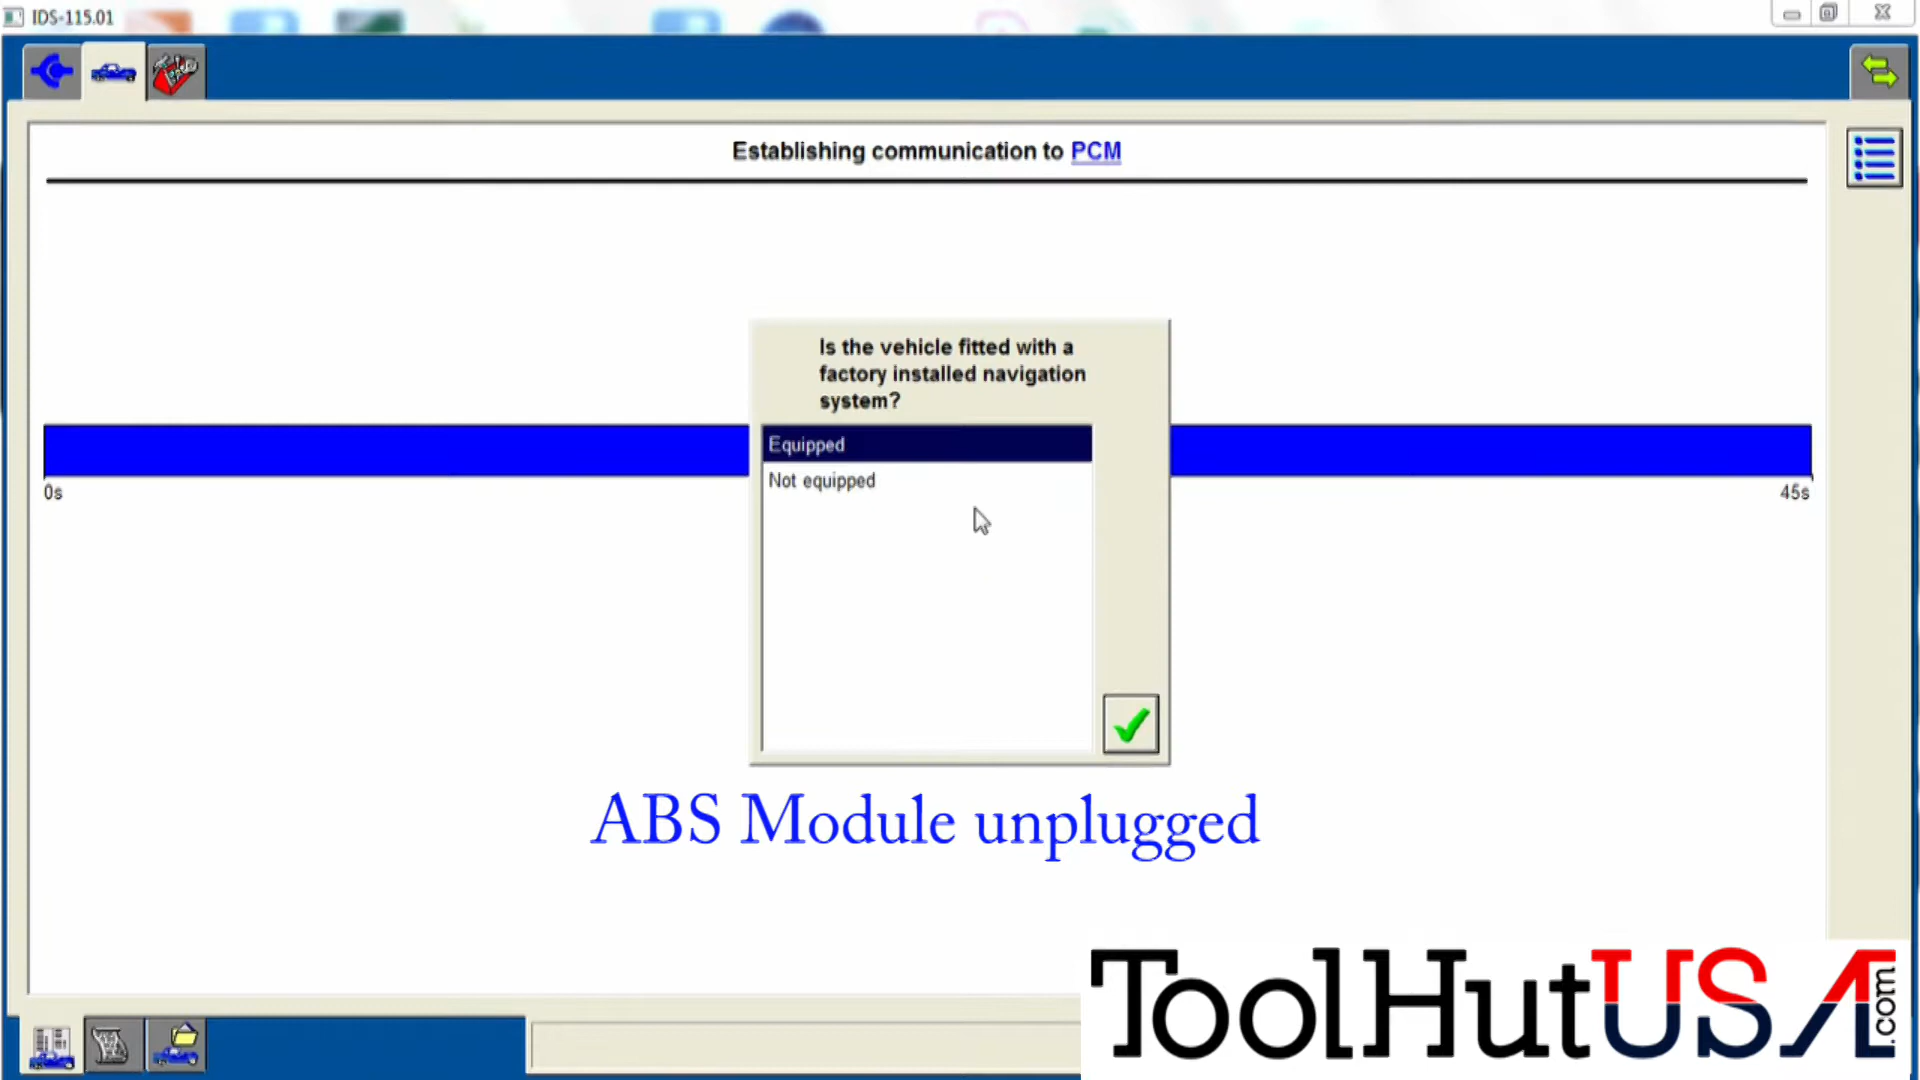 IDS-115.01
Establishing communication to PCM
Is the vehicle fitted with a
factory installed navigation
system?
Equipped
Not equipped
0s
45s
ABS Module unplugged
ToolHutUSA.com